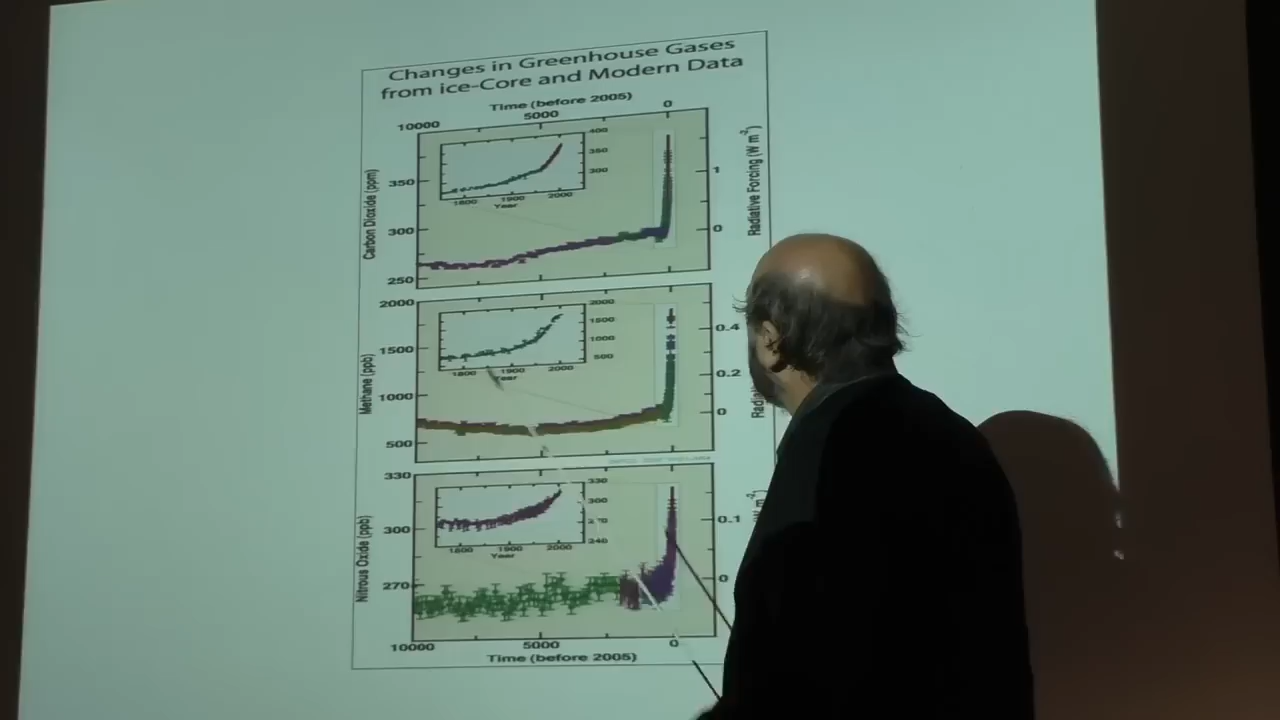 Changes in Greenhouse Gases
from ice-Core and Modern Data
Time (before 2005)
10000 5000 0
Carbon Dioxide (ppm)
350
300
250
400
350
300
1800 1900 2000
Year
Radiative Forcing (W m-2)
1
0
Methane (ppb)
2000
1500
1000
500
2000
1500
1000
500
1800 1900 2000
Year
0.4
0.2
0
Nitrous Oxide (ppb)
330
300
270
330
300
240
1800 1900 2000
Year
0.1
0
10000 5000 0
Time (before 2005)